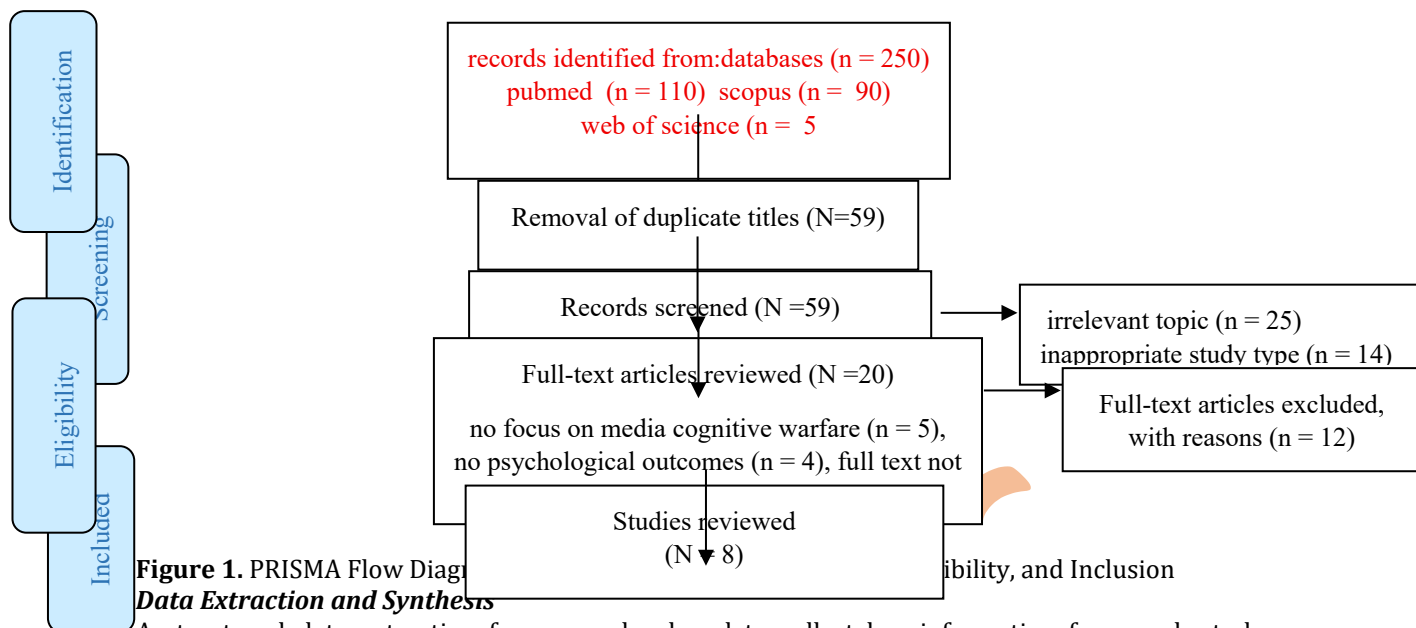 Identification
Screening
Eligibility
Included
records identified from:databases (n = 250)
pubmed (n = 110) scopus (n = 90)
web of science (n = 5
Removal of duplicate titles (N=59)
Records screened (N =59)
irrelevant topic (n = 25)
inappropriate study type (n = 14)
Full-text articles reviewed (N =20)
no focus on media cognitive warfare (n = 5),
no psychological outcomes (n = 4), full text not
Full-text articles excluded,
with reasons (n = 12)
Studies reviewed
(N = 8)
Figure 1. PRISMA Flow Diagr ibility, and Inclusion
Data Extraction and Synthesis